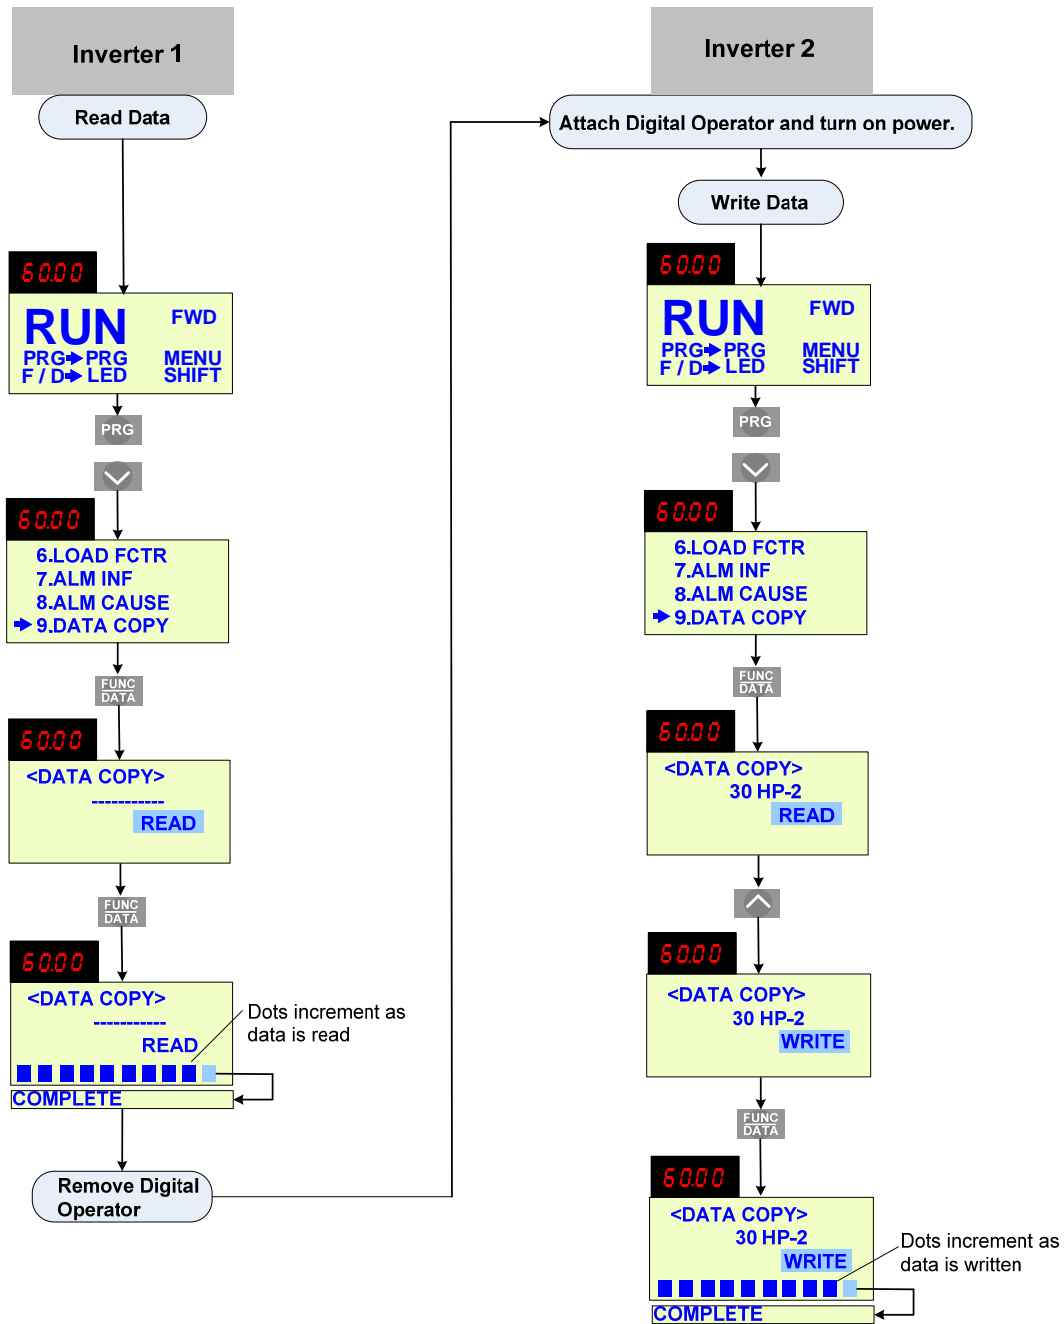 Inverter 1
Read Data
60.00
RUN FWD
PRG➔PRG MENU
F / D➔ LED SHIFT
PRG
60.00
6.LOAD FCTR
7.ALM INF
8.ALM CAUSE
➔ 9.DATA COPY
FUNC
DATA
60.00
<DATA COPY>
-----------
READ
FUNC
DATA
60.00
<DATA COPY>
-----------
READ
Dots increment as
data is read
COMPLETE
Remove Digital
Operator
Inverter 2
Attach Digital Operator and turn on power.
Write Data
60.00
RUN FWD
PRG➔PRG MENU
F / D➔ LED SHIFT
PRG
60.00
6.LOAD FCTR
7.ALM INF
8.ALM CAUSE
➔ 9.DATA COPY
FUNC
DATA
60.00
<DATA COPY>
30 HP-2
READ
60.00
<DATA COPY>
30 HP-2
WRITE
FUNC
DATA
60.00
<DATA COPY>
30 HP-2
WRITE
Dots increment as
data is written
COMPLETE